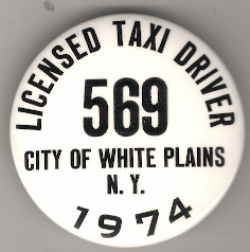 LICENSED TAXI DRIVER
569
CITY OF WHITE PLAINS
N. Y.
1974